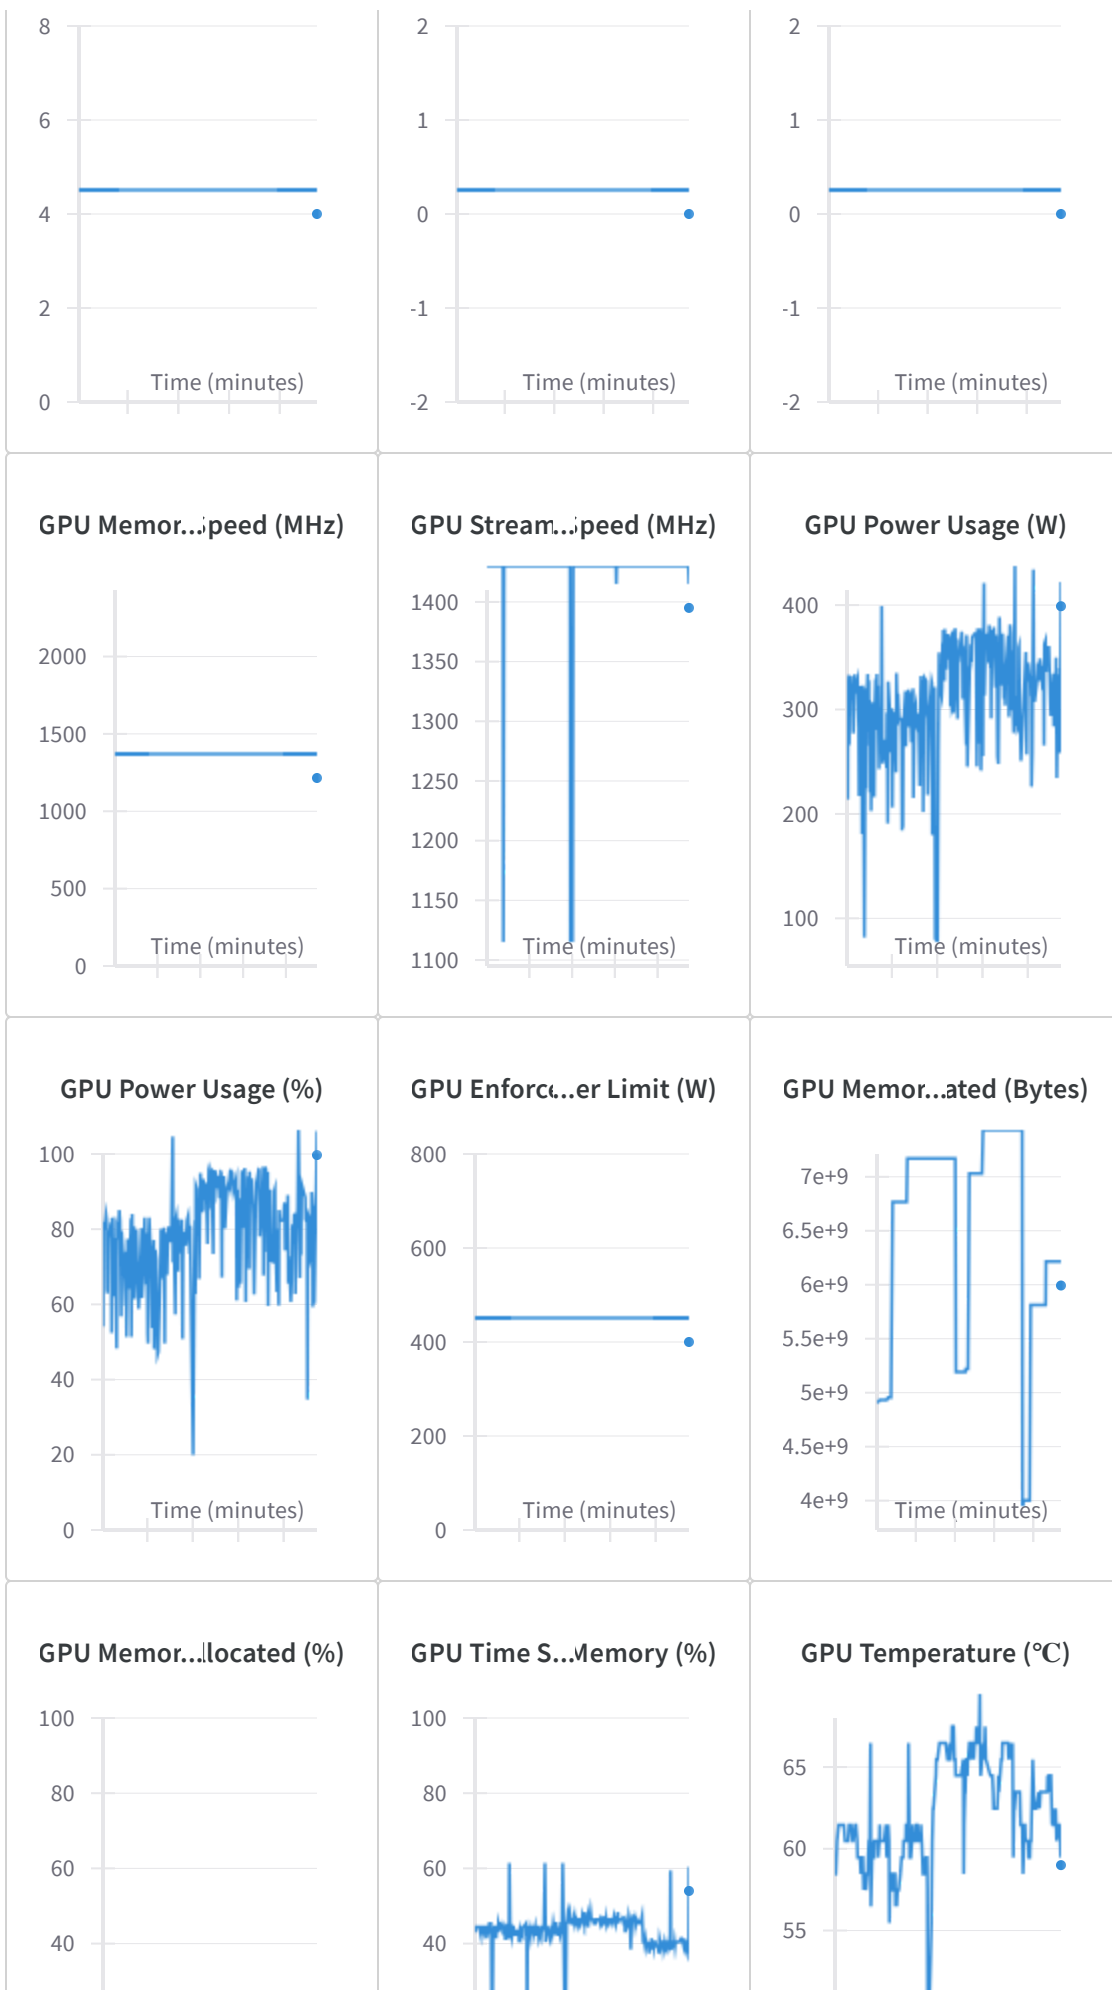 8
6
4
2
0
Time (minutes)
2
1
0
-1
-2
Time (minutes)
2
1
0
-1
-2
Time (minutes)
GPU Memor...peed (MHz)
2000
1500
1000
500
0
Time (minutes)
GPU Stream...peed (MHz)
1400
1350
1300
1250
1200
1150
1100
Time (minutes)
GPU Power Usage (W)
400
300
200
100
Time (minutes)
GPU Power Usage (%)
100
80
60
40
20
0
Time (minutes)
GPU Enforce...er Limit (W)
800
600
400
200
0
Time (minutes)
GPU Memor...ated (Bytes)
7e+9
6.5e+9
6e+9
5.5e+9
5e+9
4.5e+9
4e+9
Time (minutes)
GPU Memor...llocated (%)
100
80
60
40
GPU Time S...Memory (%)
100
80
60
40
GPU Temperature (℃)
65
60
55